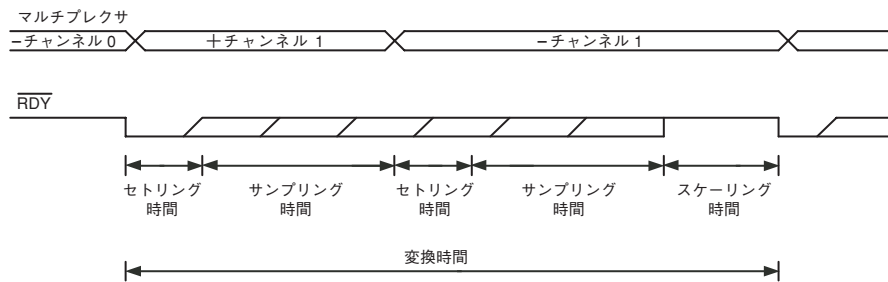 マルチプレクサ
－チャンネル 0 ＋チャンネル 1 －チャンネル 1
RDY
セトリング時間 サンプリング時間 セトリング時間 サンプリング時間 スケーリング時間
変換時間